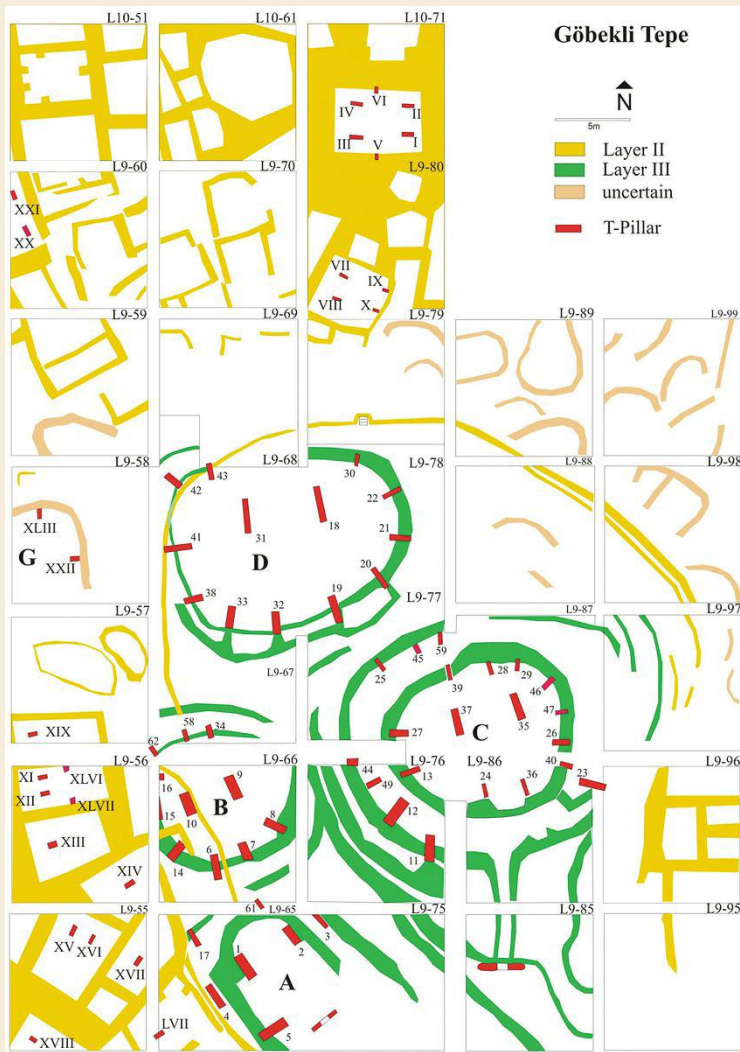 L10-51 L10-61 L10-71
Göbekli Tepe
N
5m
Layer II
Layer III
uncertain
T-Pillar
VI
IV II
III I
V
L9-60 L9-70 L9-80
XXI
XX
VII
IX
VIII
X
L9-59 L9-69 L9-79 L9-89 L9-99
L9-58 L9-68 L9-78 L9-88 L9-98
43 30
42 22
XLIII 31 18
21
G 41 D
XXII
20
38 33 32 19
L9-57 L9-77 L9-87 L9-97
59
45
L9-67 25 28 29
39 46
37 35 47
XIX 58 34 27 C 26
62
L9-56 L9-66 L9-76 L9-86 L9-96
XLVI 40
XI 16 9 44 13 24 36 23
XII B 49
XLVII 10 12
15 8
XIII
14 6 7 11
XIV
L9-55 61 L9-65 L9-75 L9-85 L9-95
XV 3
XVI 17 2
XVII 1
A
4
LVII 5
XVIII